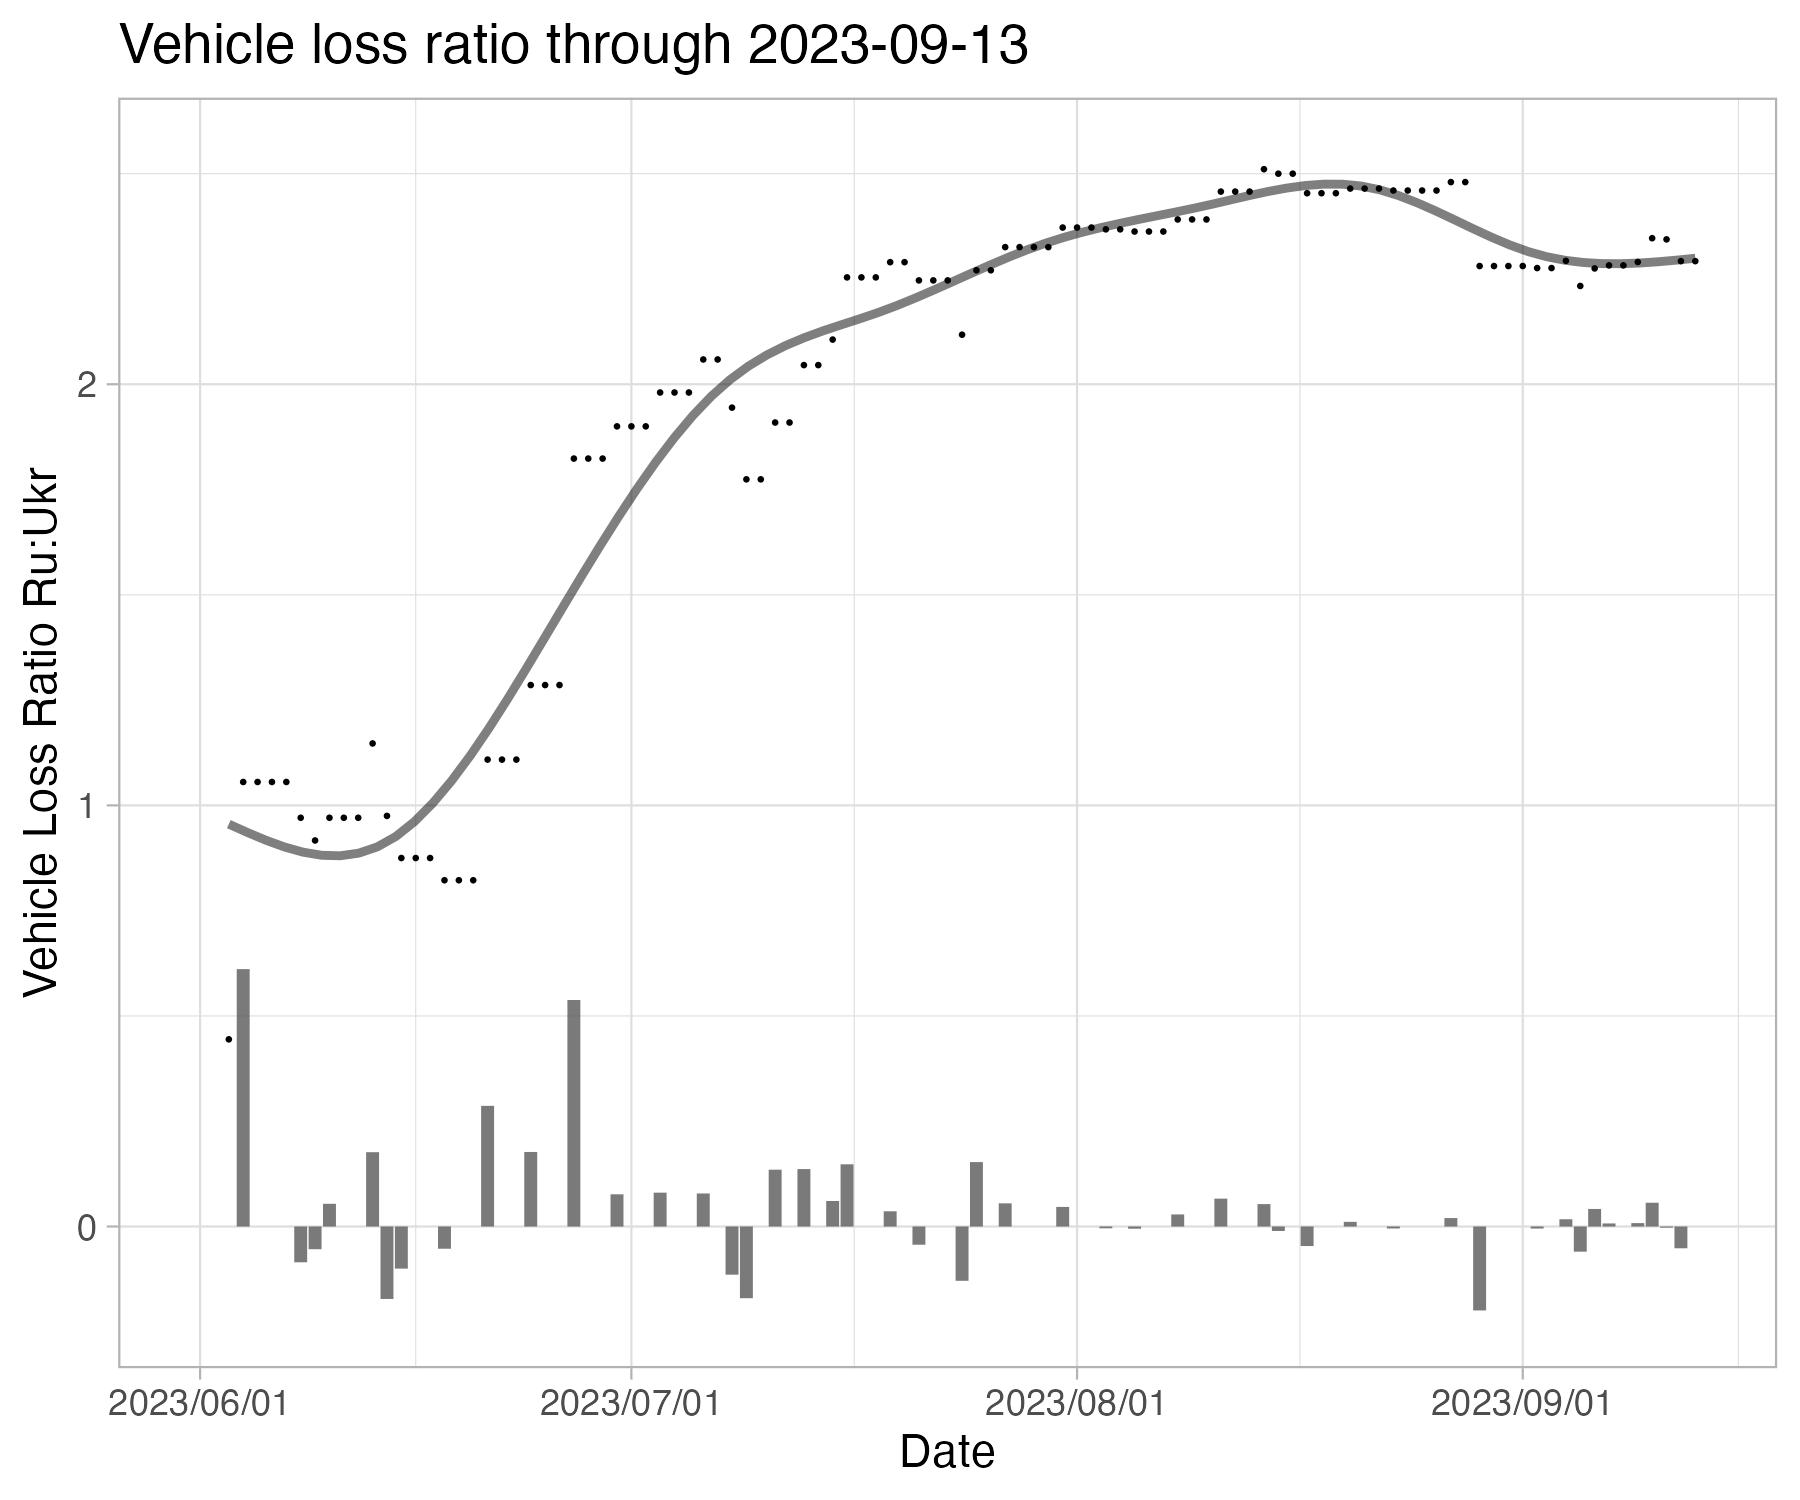 Vehicle loss ratio through 2023-09-13
Vehicle Loss Ratio Ru:Ukr
2
1
0
2023/06/01
2023/07/01
2023/08/01
2023/09/01
Date